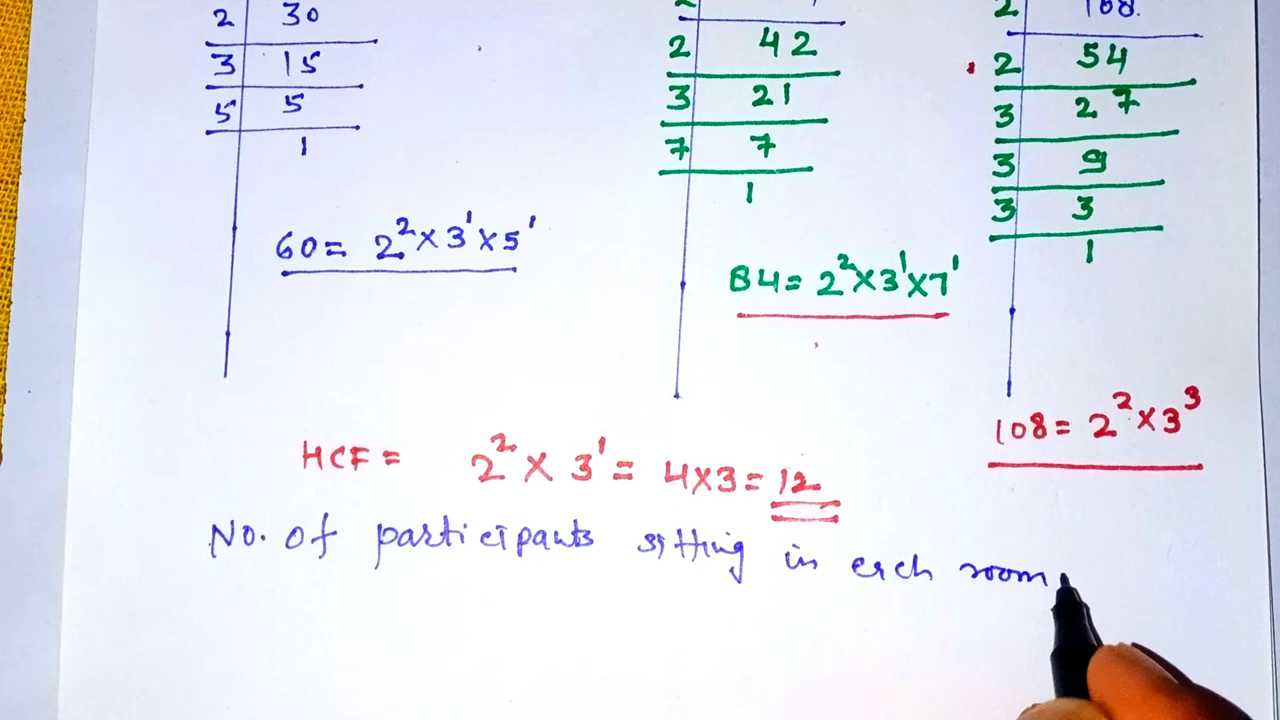 2 30
3 15
5 5
1
60 = 2² × 3¹ × 5¹
2 42
3 21
7 7
1
84 = 2² × 3¹ × 7¹
2 108.
2 54
3 27
3 9
3 3
1
108 = 2² × 3³
HCF = 2² × 3¹ = 4 × 3 = 12
No. of participants sitting in each room